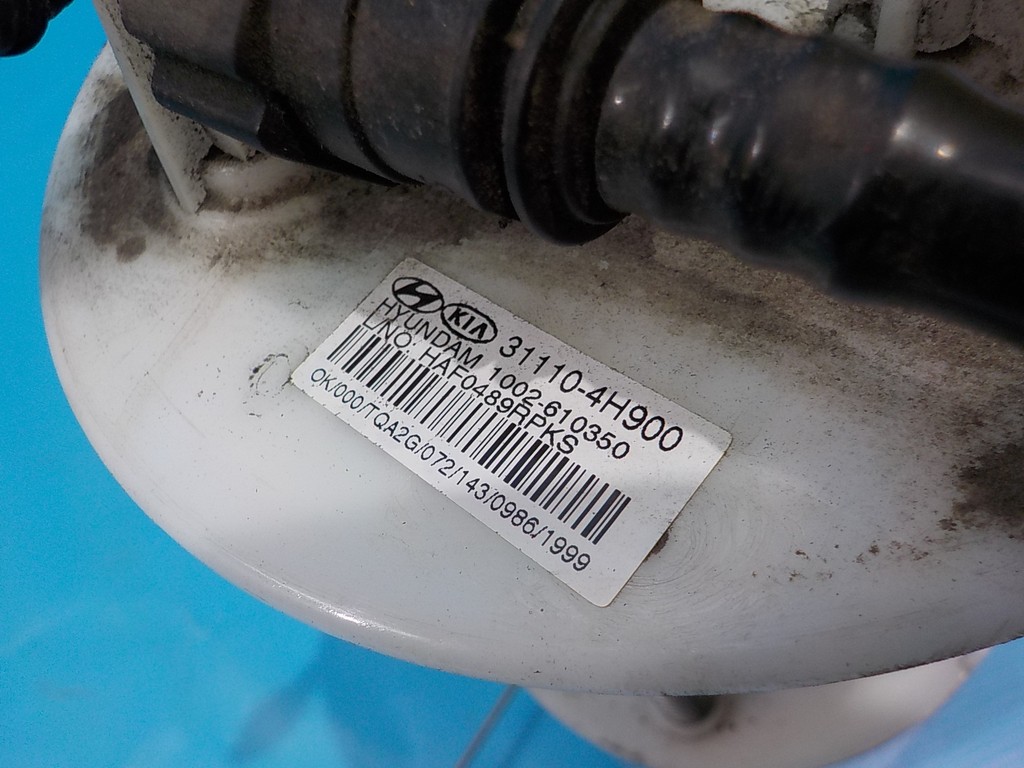 KIA 31110-4H900
HYUNDAM 1002-610350
LNO. HAF0489RPKS
OK/000/TQA2G/072/143/0986/1999